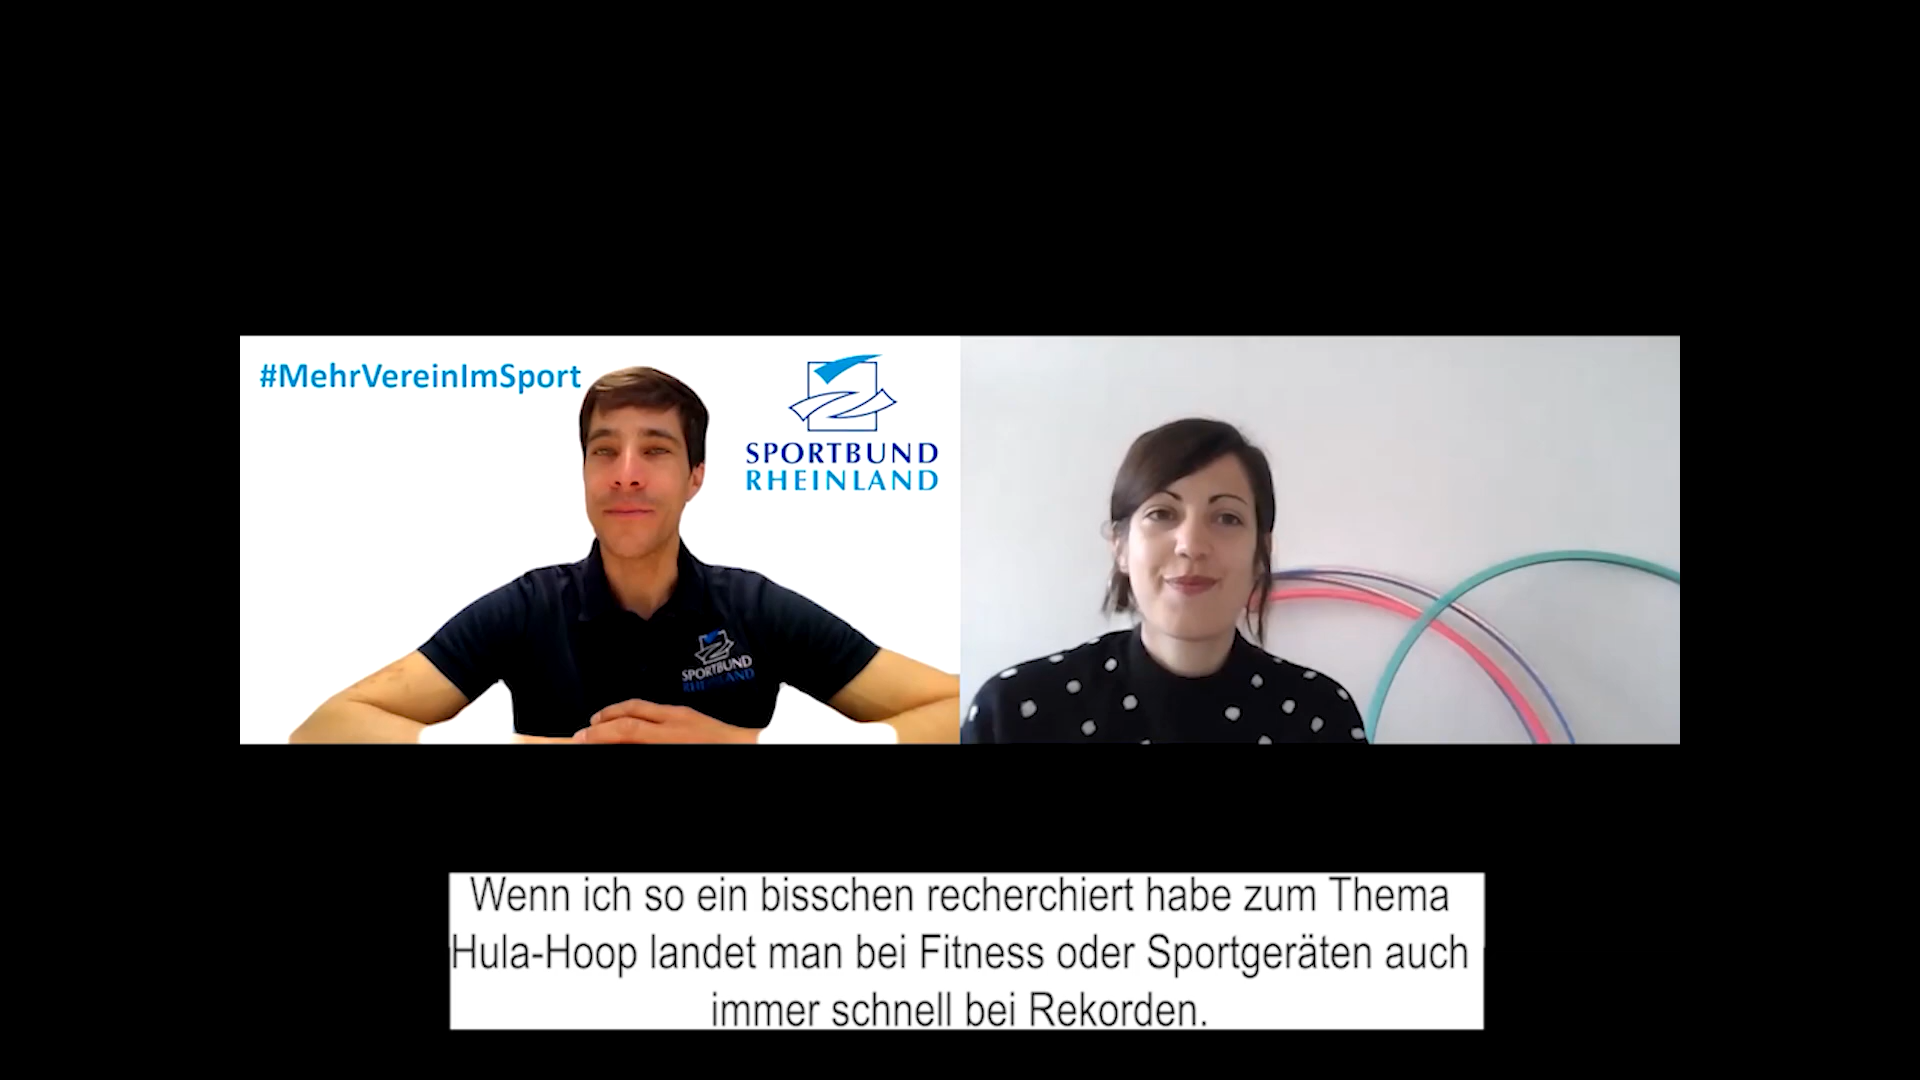 #MehrVereinImSport
SPORTBUND
RHEINLAND
SPORTBUND
RHEINLAND
Wenn ich so ein bisschen recherchiert habe zum Thema
Hula-Hoop landet man bei Fitness oder Sportgeräten auch
immer schnell bei Rekorden.